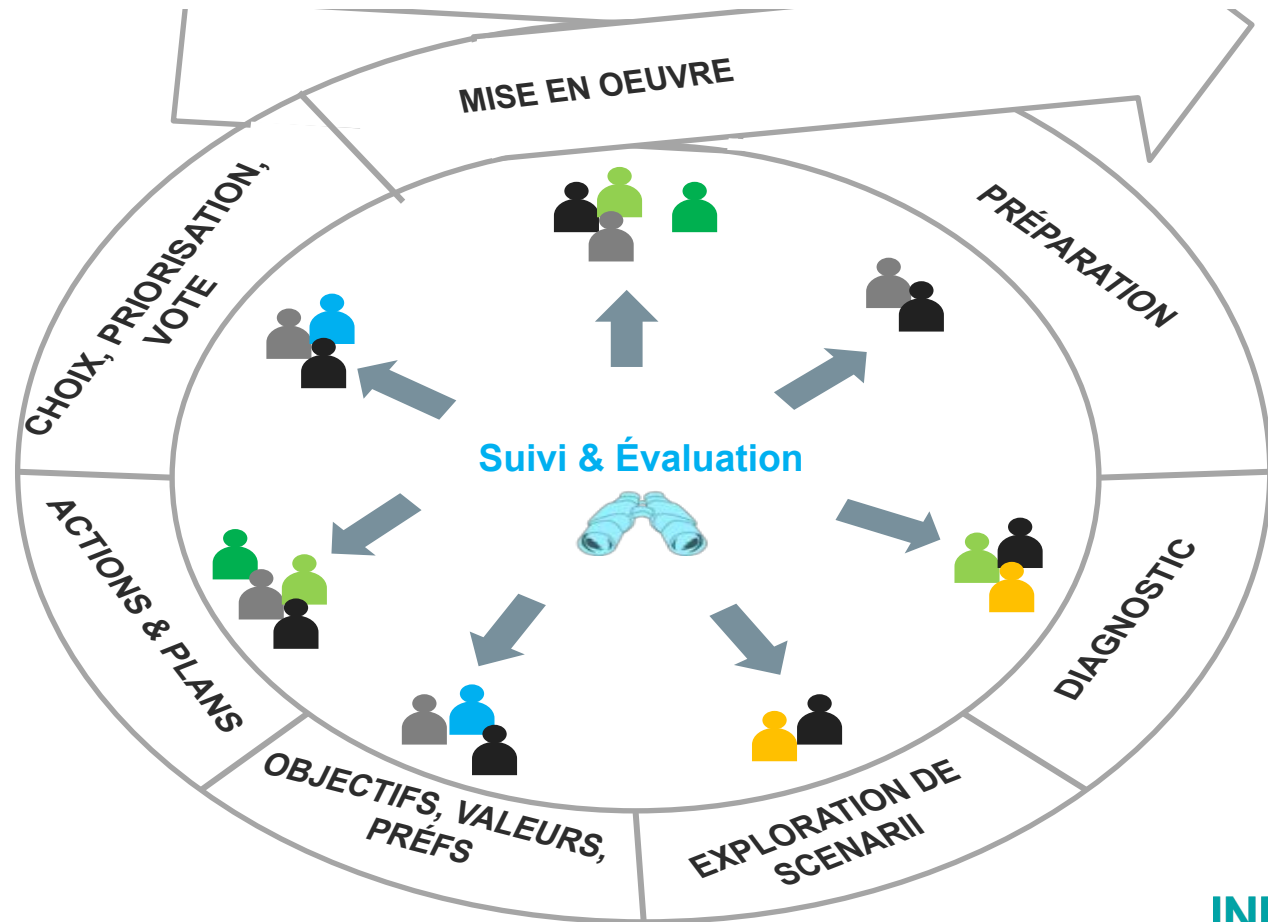 MISE EN OEUVRE
PRÉPARATION
CHOIX, PRIORISATION,
VOTE
Suivi & Évaluation
DIAGNOSTIC
ACTIONS & PLANS
OBJECTIFS, VALEURS,
PRÉFS
EXPLORATION DE
SCENARII